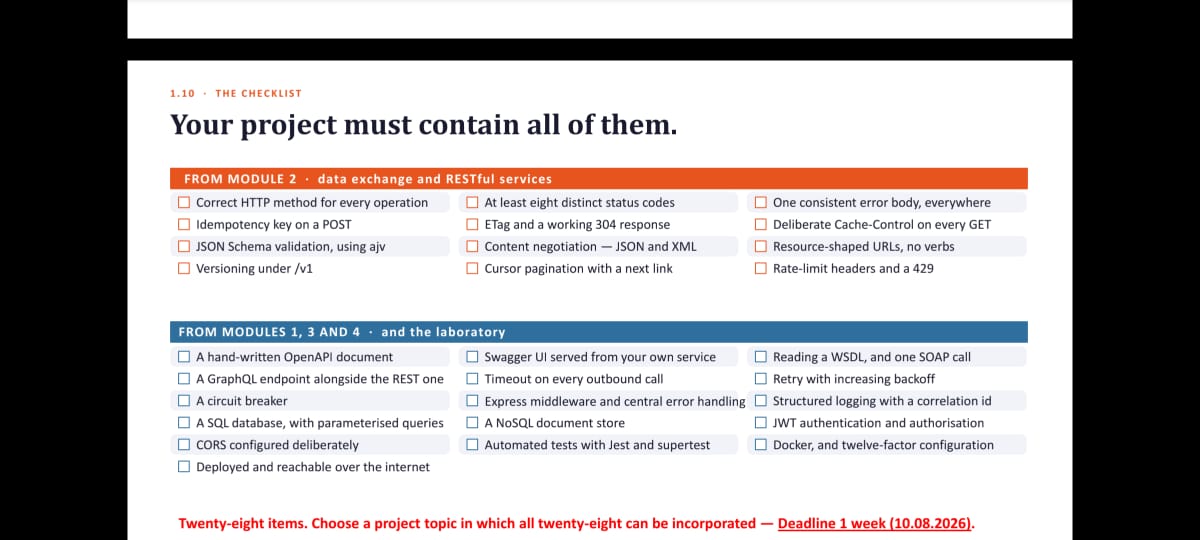 1.10 · THE CHECKLIST
Your project must contain all of them.
FROM MODULE 2 · data exchange and RESTful services
Correct HTTP method for every operation
At least eight distinct status codes
One consistent error body, everywhere
Idempotency key on a POST
ETag and a working 304 response
Deliberate Cache-Control on every GET
JSON Schema validation, using ajv
Content negotiation — JSON and XML
Resource-shaped URLs, no verbs
Versioning under /v1
Cursor pagination with a next link
Rate-limit headers and a 429
FROM MODULES 1, 3 AND 4 · and the laboratory
A hand-written OpenAPI document
Swagger UI served from your own service
Reading a WSDL, and one SOAP call
A GraphQL endpoint alongside the REST one
Timeout on every outbound call
Retry with increasing backoff
A circuit breaker
Express middleware and central error handling
Structured logging with a correlation id
A SQL database, with parameterised queries
A NoSQL document store
JWT authentication and authorisation
CORS configured deliberately
Automated tests with Jest and supertest
Docker, and twelve-factor configuration
Deployed and reachable over the internet
Twenty-eight items. Choose a project topic in which all twenty-eight can be incorporated — Deadline 1 week (10.08.2026).